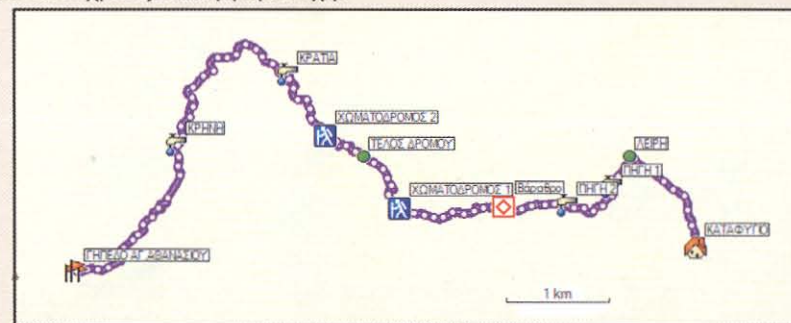 ΚΡΑΤΙΑ
ΧΩΜΑΤΟΔΡΟΜΟΣ 2
ΚΡΗΝΗ
ΤΕΛΟΣ ΔΡΟΜΟΥ
ΛΕΙΡΗ
ΠΗΓΗ 1
ΧΩΜΑΤΟΔΡΟΜΟΣ 1
Βάραθρο
ΠΗΓΗ 2
ΚΑΤΑΦΥΓΙΟ
ΓΗΠΕΔΟ ΑΓ.ΑΘΑΝΑΣΙΟΥ
1 km